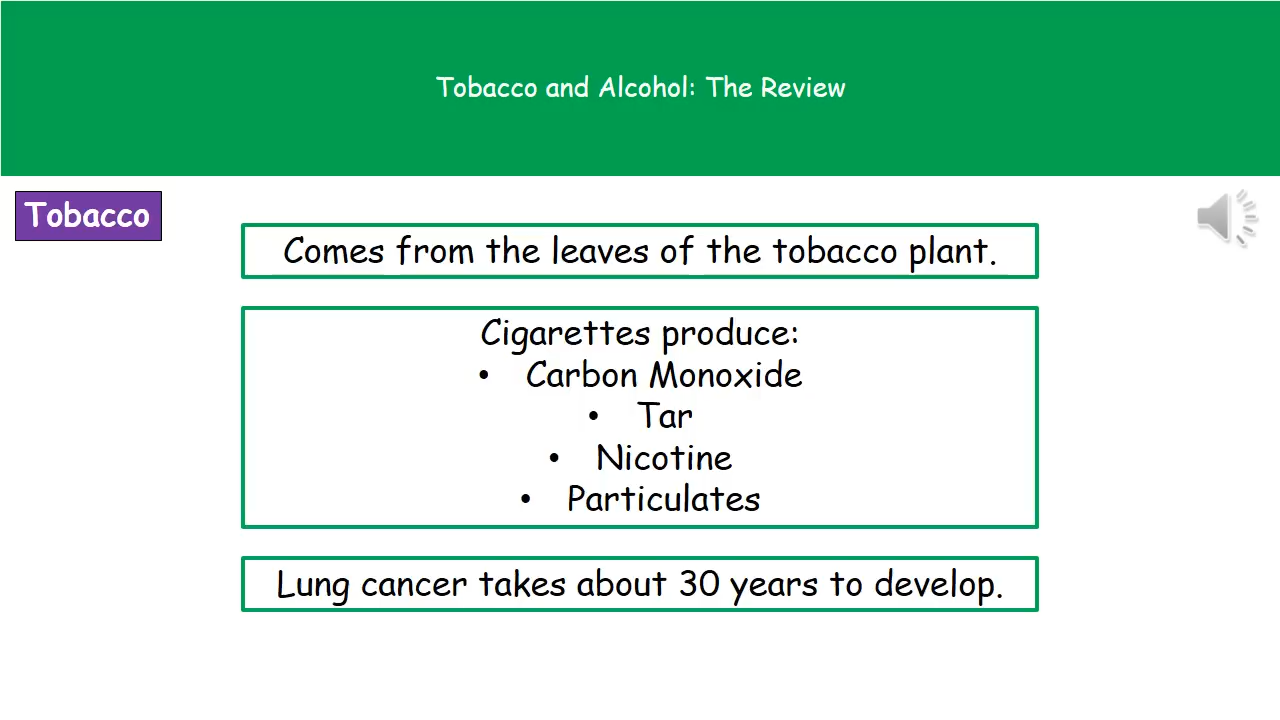 Tobacco and Alcohol: The Review
Tobacco
Comes from the leaves of the tobacco plant.
Cigarettes produce:
• Carbon Monoxide
• Tar
• Nicotine
• Particulates
Lung cancer takes about 30 years to develop.